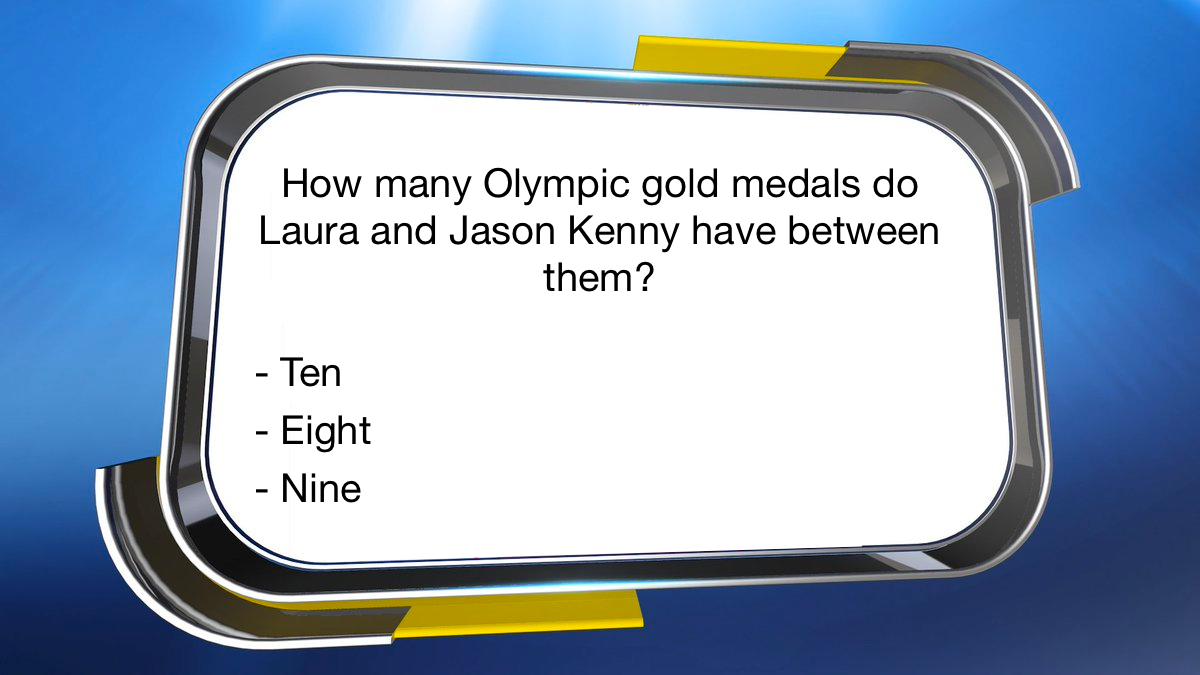 How many Olympic gold medals do
Laura and Jason Kenny have between
them?
- Ten
- Eight
- Nine